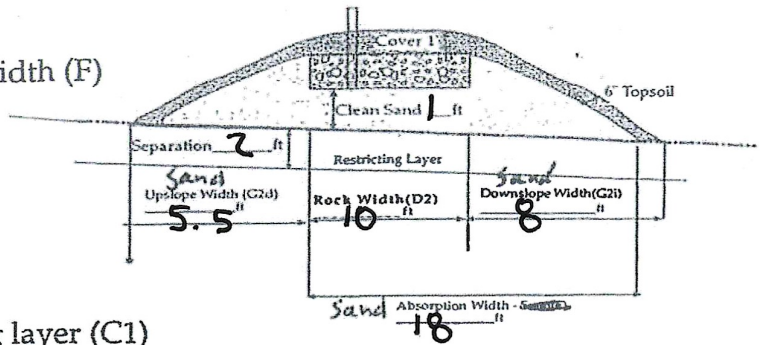 Cover 1'
idth (F)
6" Topsoil
Clean Sand 1 ft
Separation 2 ft
Restricting Layer
Sand
Upslope Width (G2d)
5.5 ft
Rock Width(D2)
10 ft
Sand
Downslope Width(G2i)
8 ft
Sand Absorption Width -
18 ft
g layer (C1)